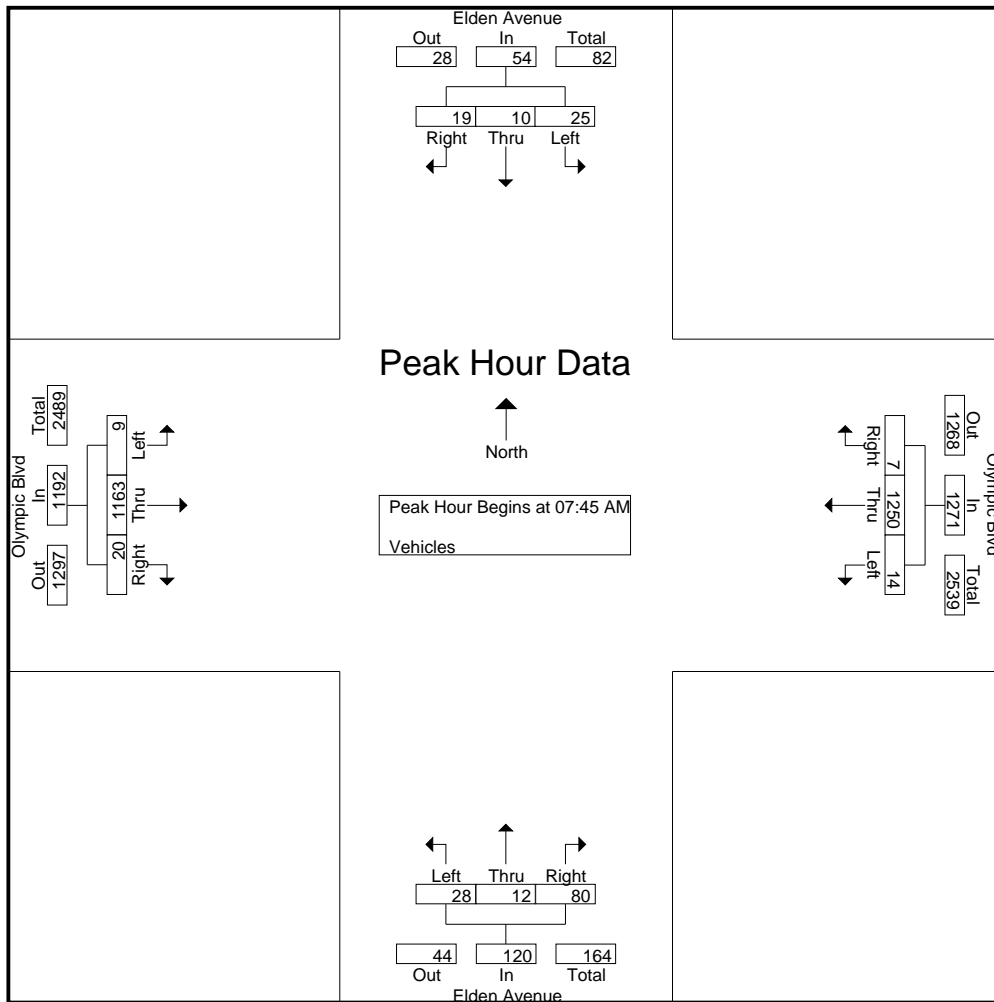 Elden Avenue
Out In Total
28 54 82
19 10 25
Right Thru Left
Peak Hour Data
North
Peak Hour Begins at 07:45 AM
Vehicles
Olympic Blvd
Out In Total
1297 1192 2489
20 1163 9
Right Thru Left
Olympic Blvd
Out In Total
1268 1271 2539
7 1250 14
Right Thru Left
Left Thru Right
28 12 80
44 120 164
Out In Total
Elden Avenue